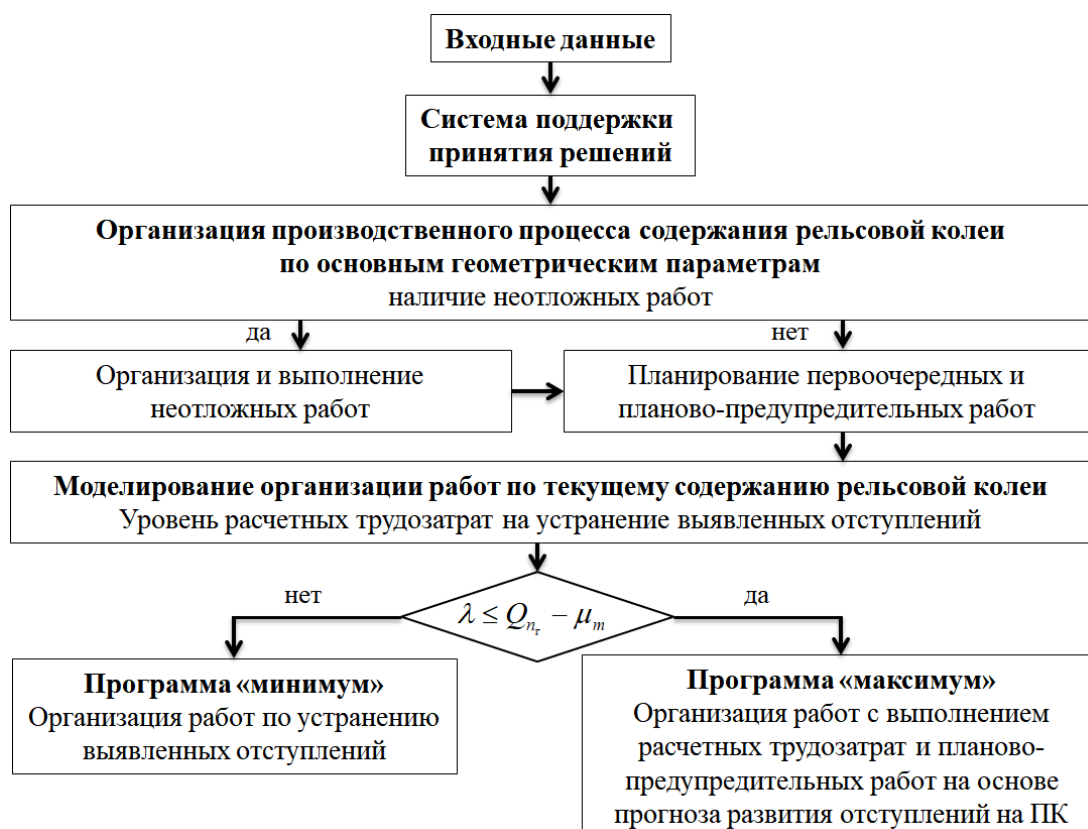 Входные данные
Система поддержки
принятия решений
Организация производственного процесса содержания рельсовой колеи
по основным геометрическим параметрам
наличие неотложных работ
да
нет
Организация и выполнение
неотложных работ
Планирование первоочередных и
планово-предупредительных работ
Моделирование организации работ по текущему содержанию рельсовой колеи
Уровень расчетных трудозатрат на устранение выявленных отступлений
нет
λ ≤ Q_{n_τ} − μ_m
да
Программа «минимум»
Организация работ по устранению
выявленных отступлений
Программа «максимум»
Организация работ с выполнением
расчетных трудозатрат и планово-
предупредительных работ на основе
прогноза развития отступлений на ПК